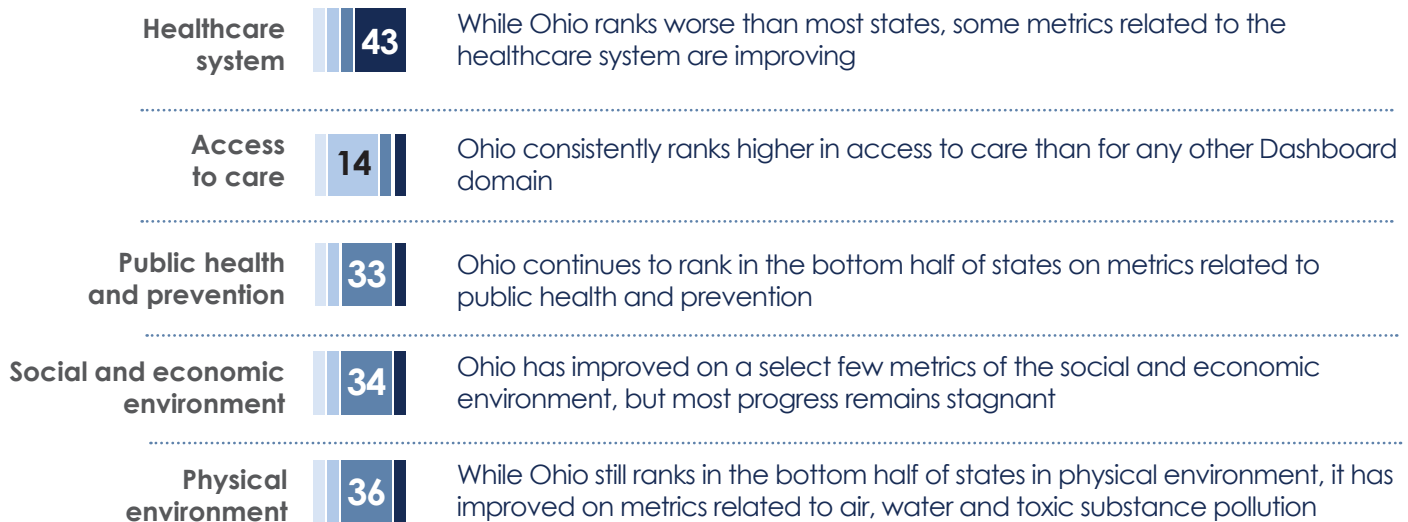 Healthcare
system
43
While Ohio ranks worse than most states, some metrics related to the
healthcare system are improving
Access
to care
14
Ohio consistently ranks higher in access to care than for any other Dashboard
domain
Public health
and prevention
33
Ohio continues to rank in the bottom half of states on metrics related to
public health and prevention
Social and economic
environment
34
Ohio has improved on a select few metrics of the social and economic
environment, but most progress remains stagnant
Physical
environment
36
While Ohio still ranks in the bottom half of states in physical environment, it has
improved on metrics related to air, water and toxic substance pollution